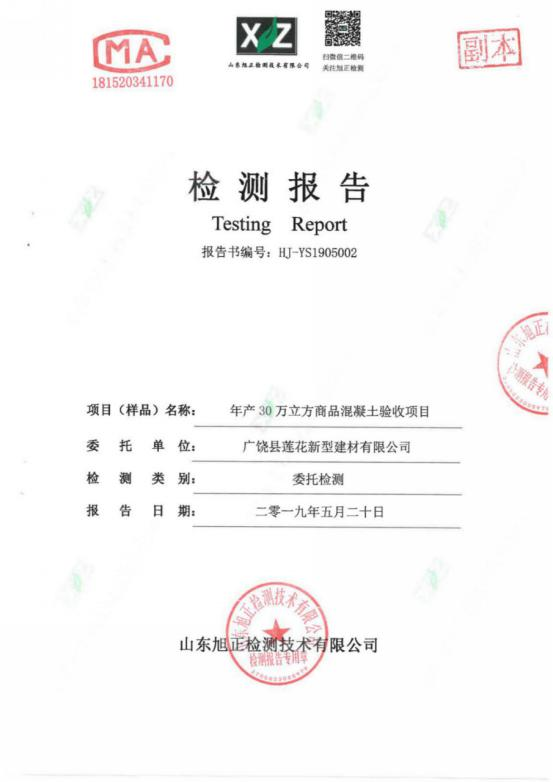 MA
181520341170
XZ
山东旭正检测技术有限公司
扫微信二维码
关注旭正检测
副本
检测报告
Testing Report
报告书编号：HJ-YS1905002
项目（样品）名称：年产 30 万立方商品混凝土验收项目
委托单位：广饶县莲花新型建材有限公司
检测类别：委托检测
报告日期：二零一九年五月二十日
山东旭正检测技术有限公司
山东旭正检测技术有限公司
检测报告专用章